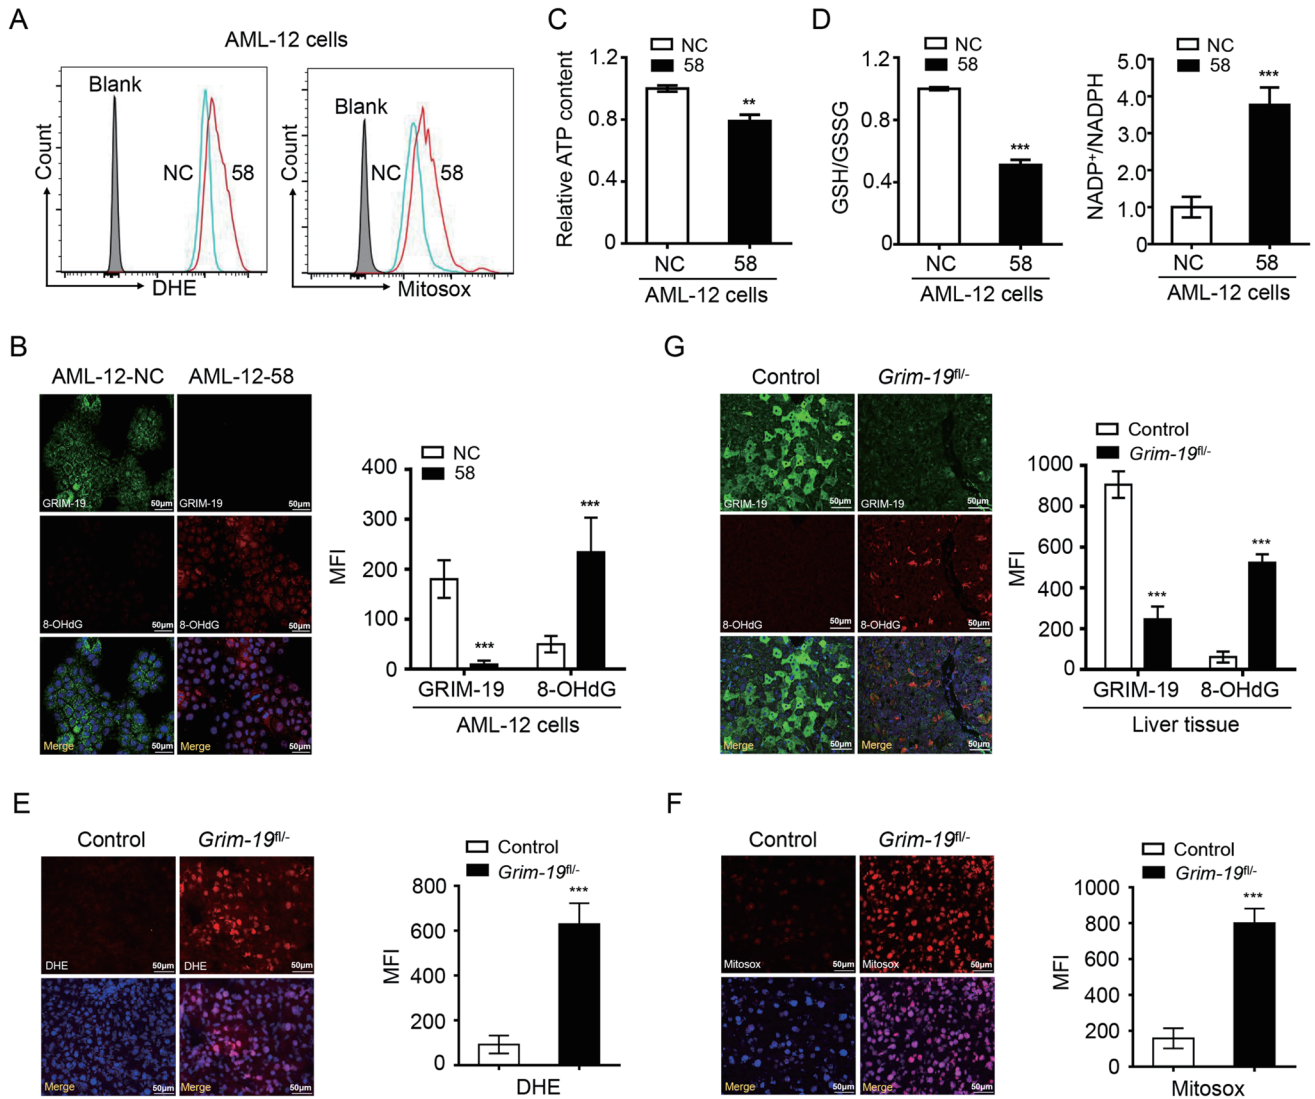 A
AML-12 cells
Blank
NC
58
Count
DHE
Blank
NC
58
Count
Mitosox
C
NC
58
Relative ATP content
1.2
0.8
0.4
0
**
NC
58
AML-12 cells
D
NC
58
GSH/GSSG
1.2
0.8
0.4
0
***
NC
58
AML-12 cells
NC
58
NADP+/NADPH
5.0
4.0
3.0
2.0
1.0
0
***
NC
58
AML-12 cells
B
AML-12-NC
AML-12-58
GRIM-19
50μm
GRIM-19
50μm
8-OHdG
50μm
8-OHdG
50μm
Merge
50μm
Merge
50μm
NC
58
MFI
400
300
200
100
0
***
***
GRIM-19
8-OHdG
AML-12 cells
G
Control
Grim-19fl/-
GRIM-19
50μm
GRIM-19
50μm
8-OHdG
50μm
8-OHdG
50μm
Merge
50μm
Merge
50μm
Control
Grim-19fl/-
MFI
1000
800
600
400
200
0
***
***
GRIM-19
8-OHdG
Liver tissue
E
Control
Grim-19fl/-
DHE
50μm
DHE
50μm
Merge
50μm
Merge
50μm
Control
Grim-19fl/-
MFI
800
600
400
200
0
***
DHE
F
Control
Grim-19fl/-
Mitosox
50μm
Mitosox
50μm
Merge
50μm
Merge
50μm
Control
Grim-19fl/-
MFI
1000
800
600
400
200
0
***
Mitosox